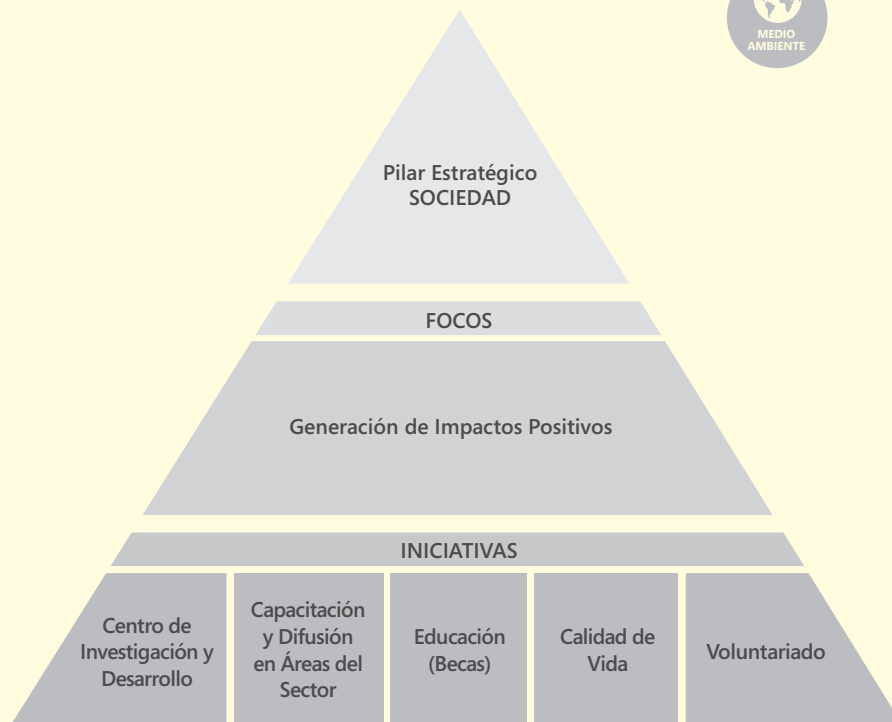 MEDIO
AMBIENTE
Pilar Estratégico
SOCIEDAD
FOCOS
Generación de Impactos Positivos
INICIATIVAS
Centro de
Investigación y
Desarrollo
Capacitación
y Difusión
en Áreas del
Sector
Educación
(Becas)
Calidad de
Vida
Voluntariado